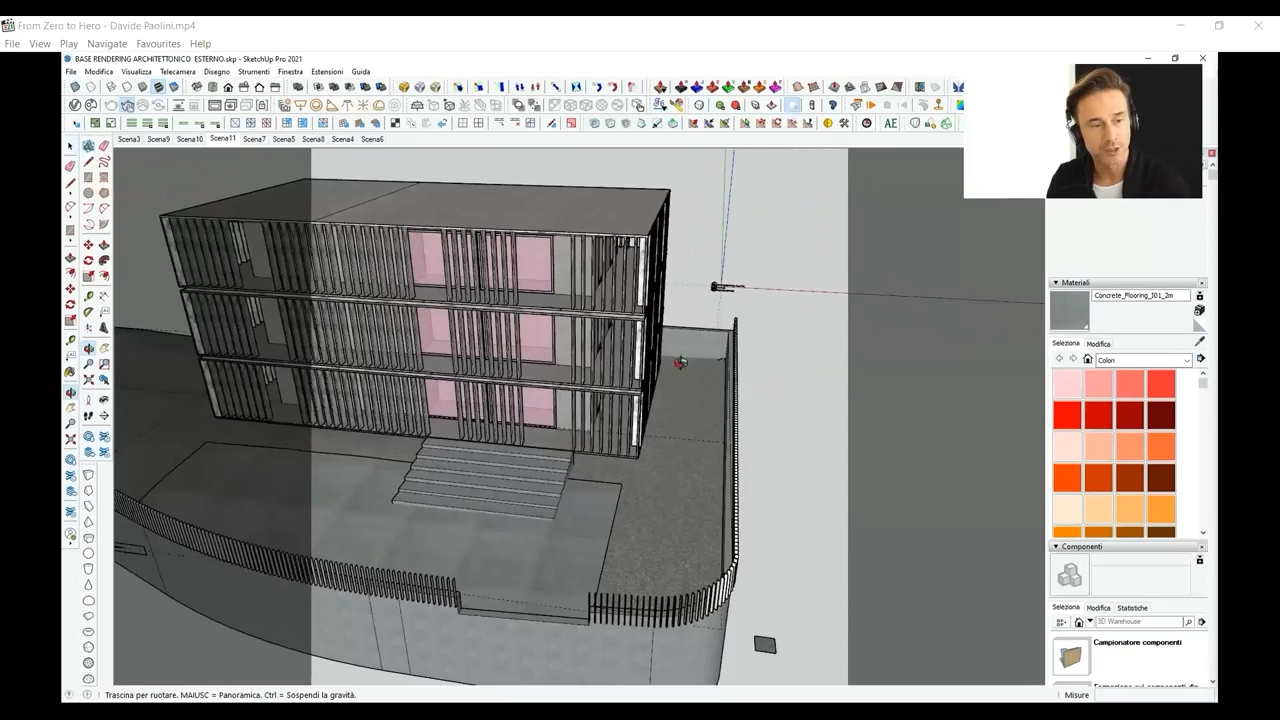 From Zero to Hero - Davide Paolini.mp4
File View Play Navigate Favourites Help
BASE RENDERING ARCHITETTONICO ESTERNO.skp - SketchUp Pro 2021
File Modifica Visualizza Telecamera Disegno Strumenti Finestra Estensioni Guida
AE
Scena3 Scena9 Scena10 Scena11 Scena7 Scena5 Scena8 Scena4 Scena6
Materiali
Concrete_Flooring_I01_2m
Seleziona Modifica
Colori
Componenti
Seleziona Modifica Statistiche
3D Warehouse
Campionatore componenti
Trascina per ruotare. MAIUSC = Panoramica. Ctrl = Sospendi la gravità.
Misure